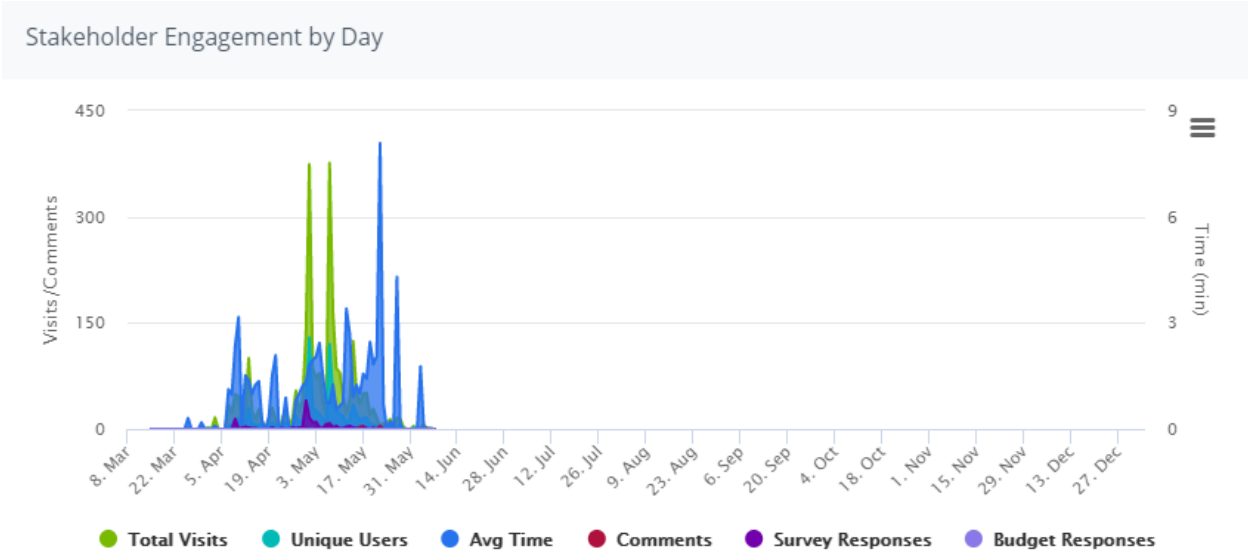 Stakeholder Engagement by Day
450
300
150
0
Visits/Comments
9
6
3
0
Time (min)
8. Mar
22. Mar
5. Apr
19. Apr
3. May
17. May
31. May
14. Jun
28. Jun
12. Jul
26. Jul
9. Aug
23. Aug
6. Sep
20. Sep
4. Oct
18. Oct
1. Nov
15. Nov
29. Nov
13. Dec
27. Dec
Total Visits Unique Users Avg Time Comments Survey Responses Budget Responses